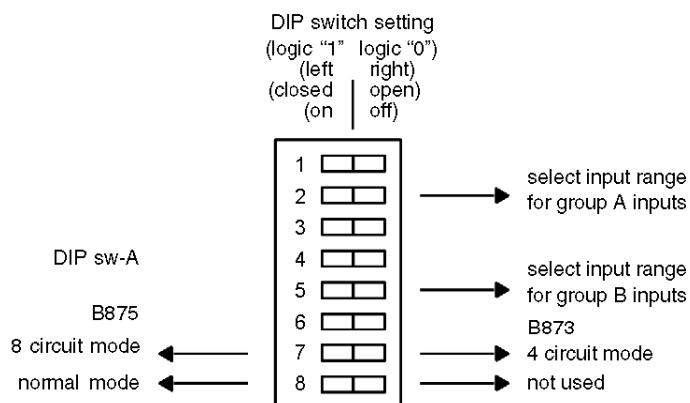 DIP switch setting
(logic “1” logic “0”)
(left right)
(closed open)
(on off)
1
2
3
4
5
6
7
8
select input range
for group A inputs
DIP sw-A
select input range
for group B inputs
B875
8 circuit mode
normal mode
B873
4 circuit mode
not used